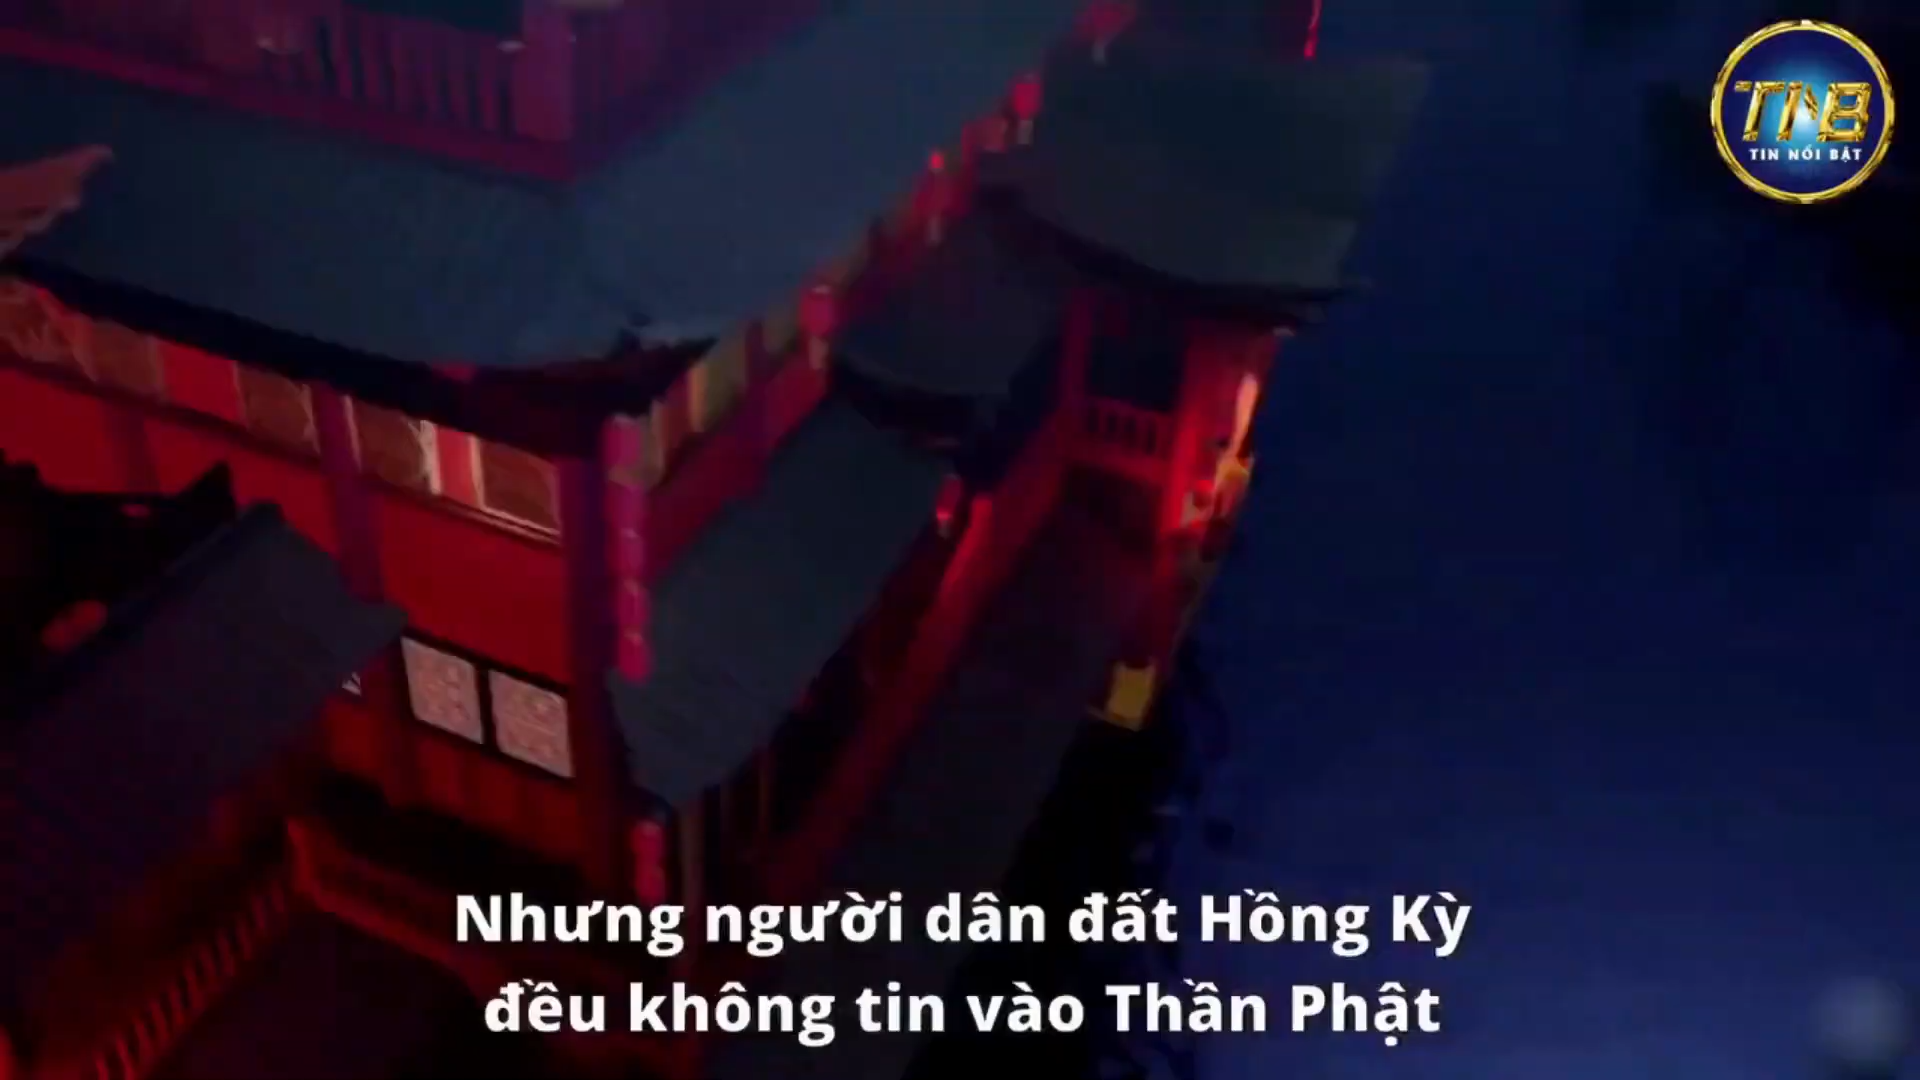 TNB
TIN NỔI BẬT
Nhưng người dân đất Hồng Kỳ
đều không tin vào Thần Phật